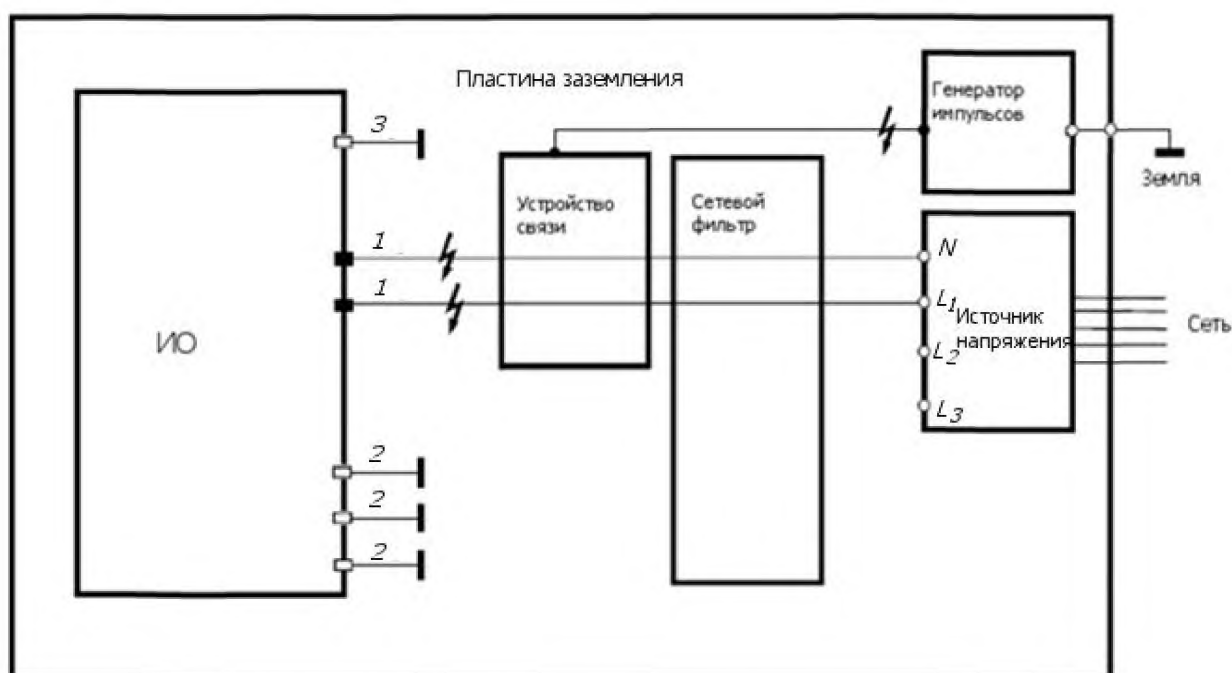 Пластина заземления
Генератор
импульсов
3
Земля
Устройство
связи
Сетевой
фильтр
1
N
1
L1
Источник
напряжения
Сеть
ИО
L2
L3
2
2
2